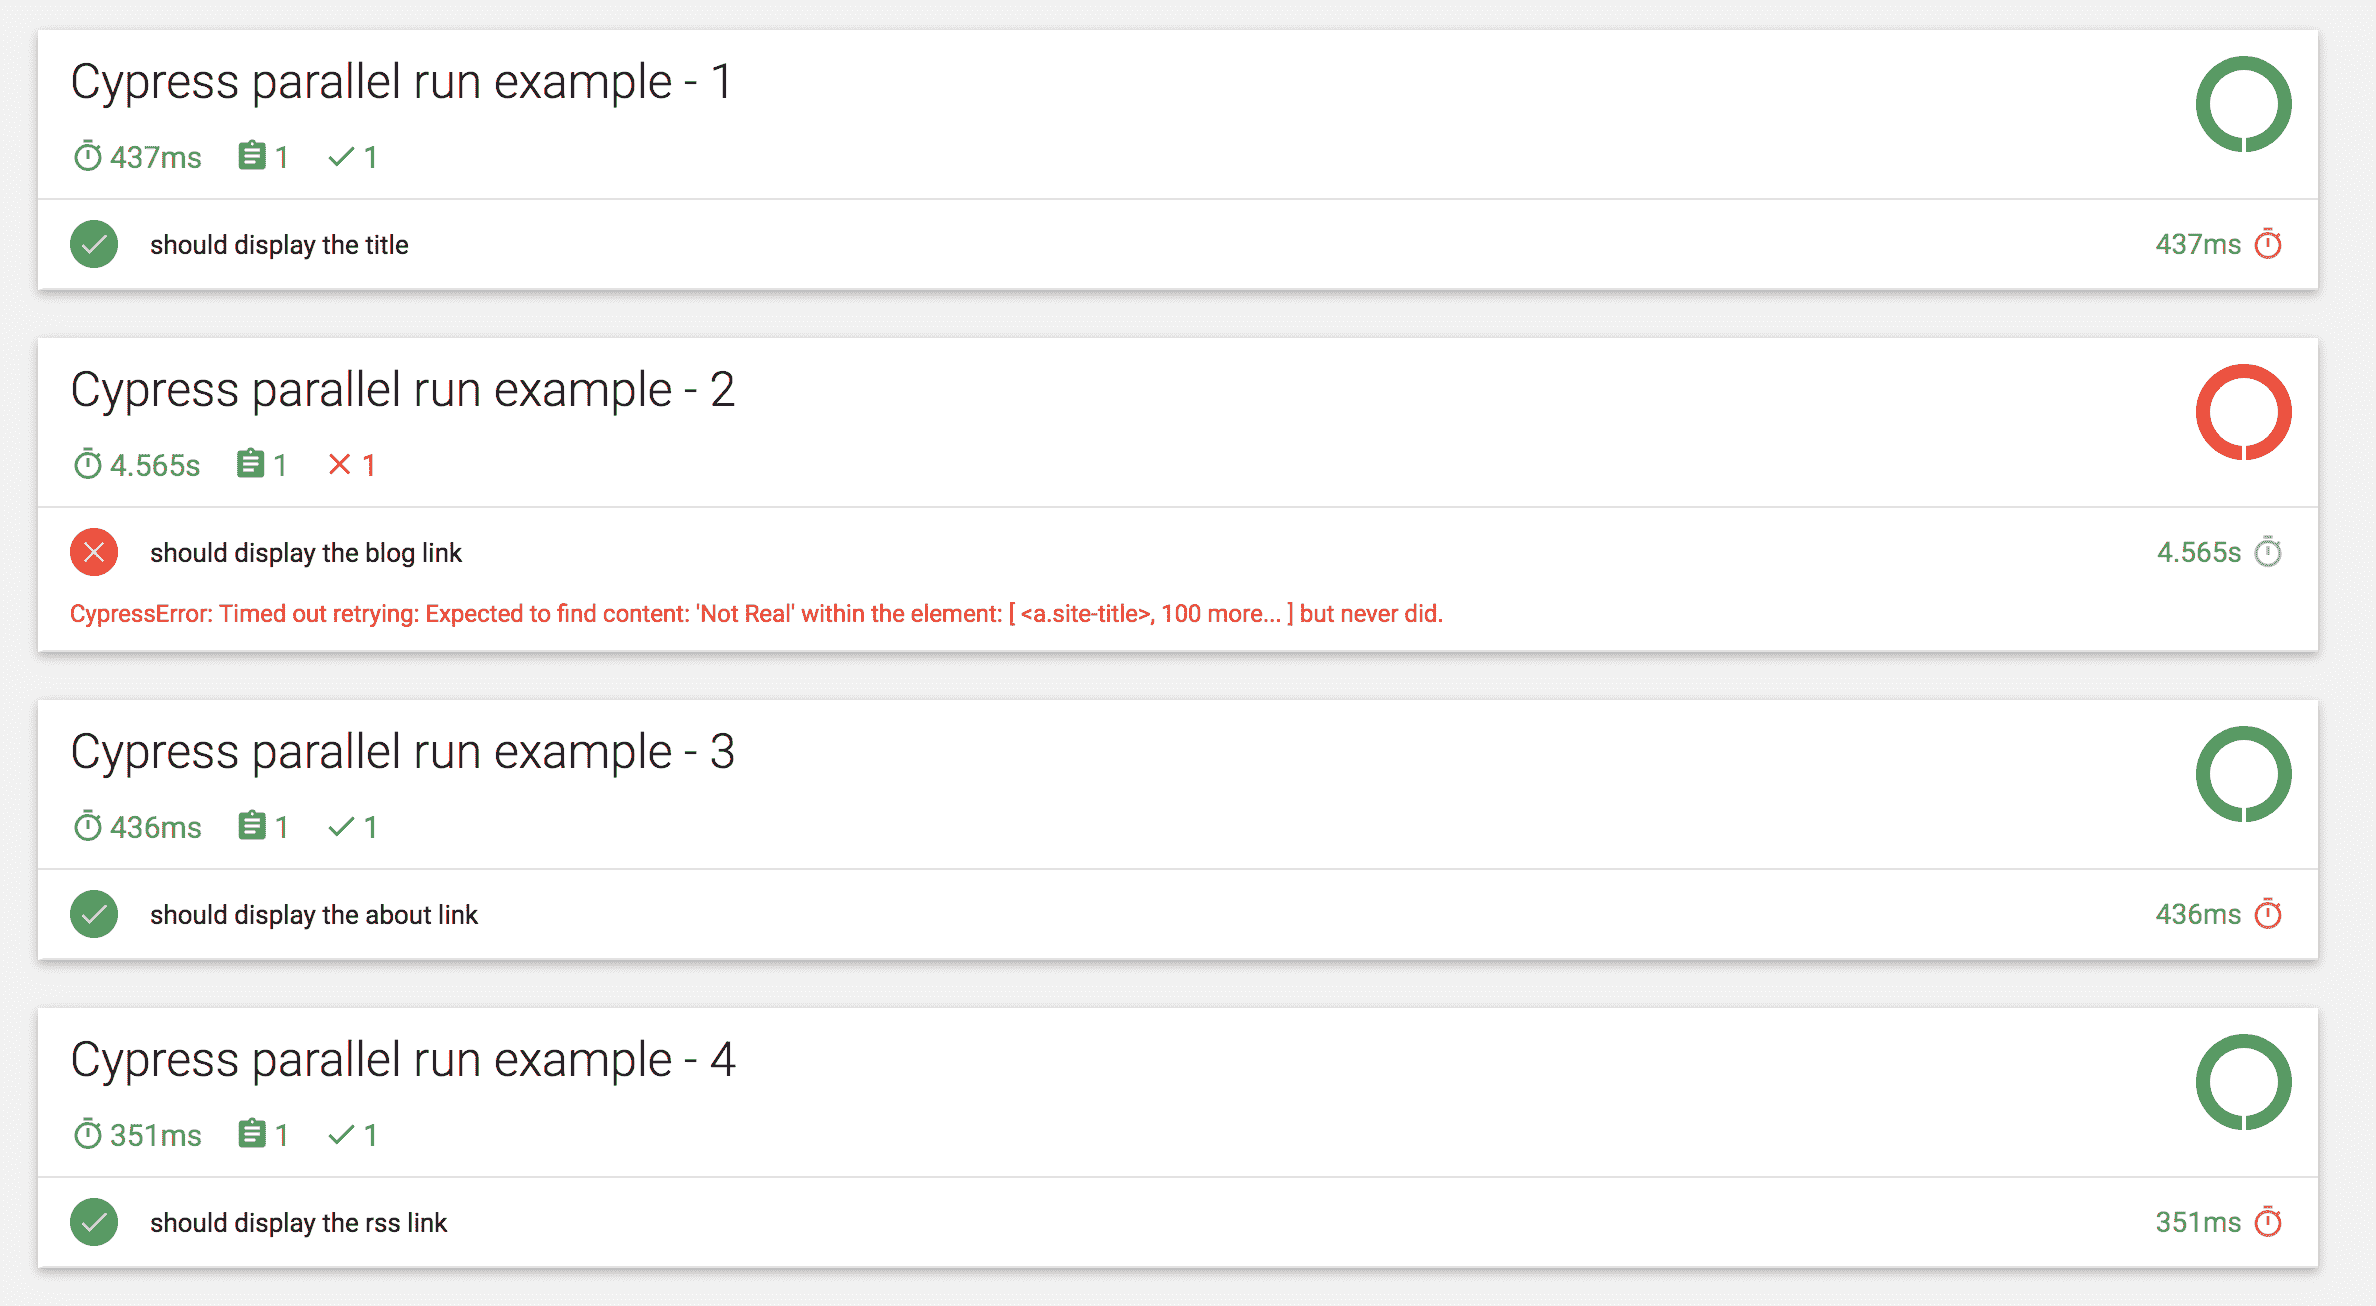 Cypress parallel run example - 1
437ms 1 1
should display the title 437ms
Cypress parallel run example - 2
4.565s 1 1
should display the blog link 4.565s
CypressError: Timed out retrying: Expected to find content: 'Not Real' within the element: [ <a.site-title>, 100 more... ] but never did.
Cypress parallel run example - 3
436ms 1 1
should display the about link 436ms
Cypress parallel run example - 4
351ms 1 1
should display the rss link 351ms